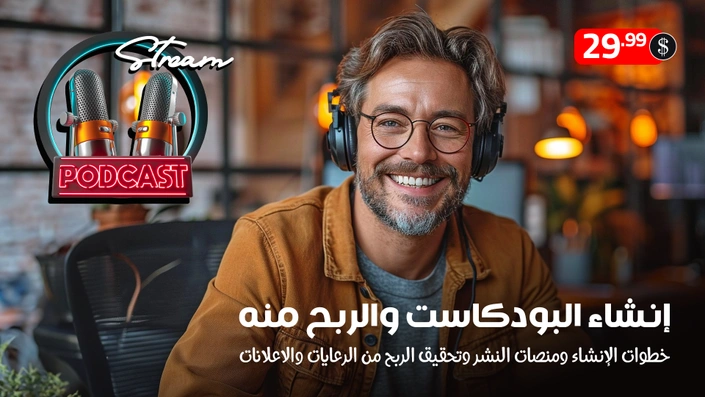 Stream
PODCAST
29.99 $
إنشاء البودكاست والربح منه
خطوات الإنشاء ومنصات النشر وتحقيق الربح من الرعايات والاعلانات